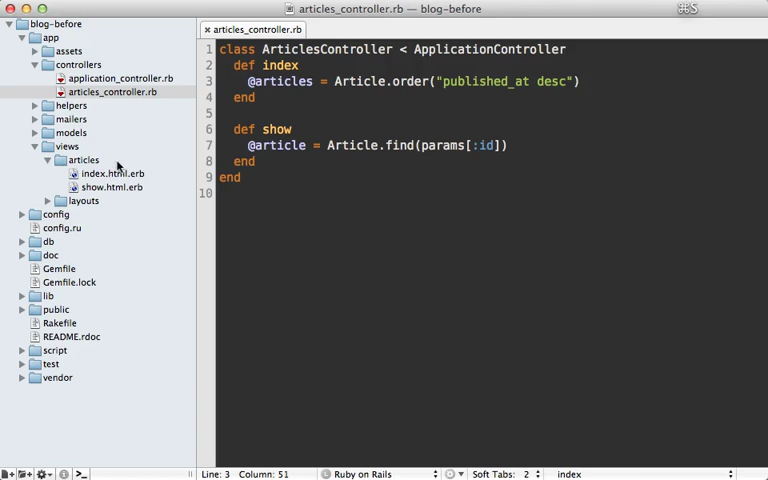 articles_controller.rb — blog-before
⌘S
blog-before
app
assets
controllers
application_controller.rb
articles_controller.rb
helpers
mailers
models
views
articles
index.html.erb
show.html.erb
layouts
config
config.ru
db
doc
Gemfile
Gemfile.lock
lib
public
Rakefile
README.rdoc
script
test
vendor
articles_controller.rb
1 class ArticlesController < ApplicationController
2 def index
3 @articles = Article.order("published_at desc")
4 end
5
6 def show
7 @article = Article.find(params[:id])
8 end
9 end
10
Line: 3 Column: 51 Ruby on Rails Soft Tabs: 2 index